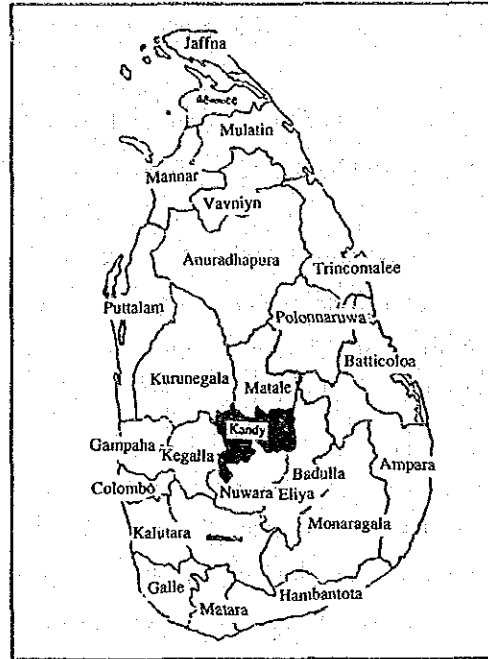 Jaffna
Mulatin
Mannar
Vavniyn
Anuradhapura
Trincomalee
Puttalam
Polonnaruwa
Batticoloa
Kurunegala
Matale
Kandy
Gampaha
Kegalla
Ampara
Badulla
Colombo
Nuwara Eliya
Monaragala
Kalutara
Galle
Hambantota
Matara